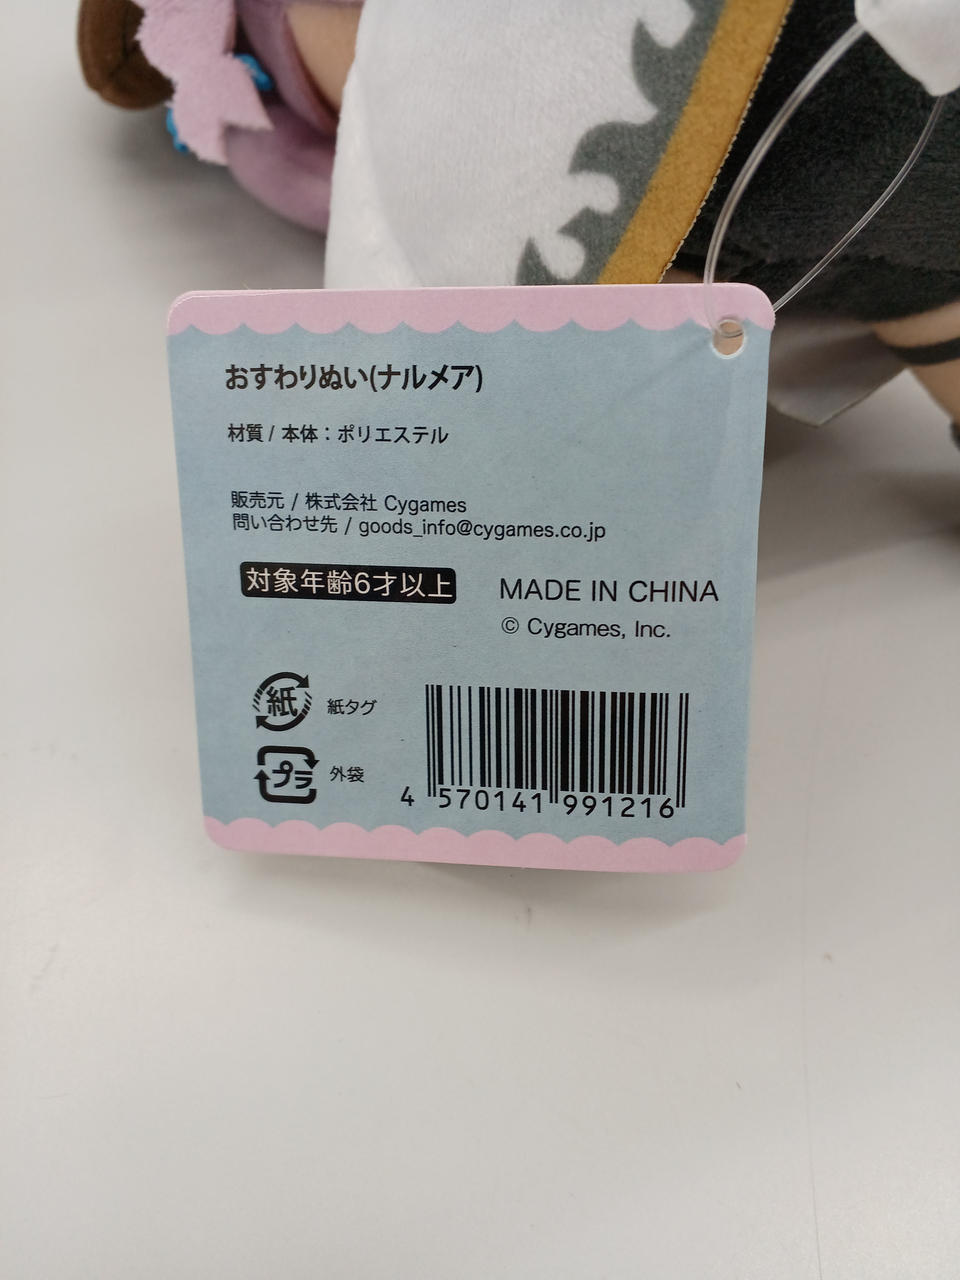 おすわりぬい(ナルメア)
材質 / 本体：ポリエステル
販売元 / 株式会社 Cygames
問い合わせ先 / goods_info@cygames.co.jp
対象年齢6才以上
MADE IN CHINA
© Cygames, Inc.
紙 紙タグ
プラ 外袋
4 570141 991216